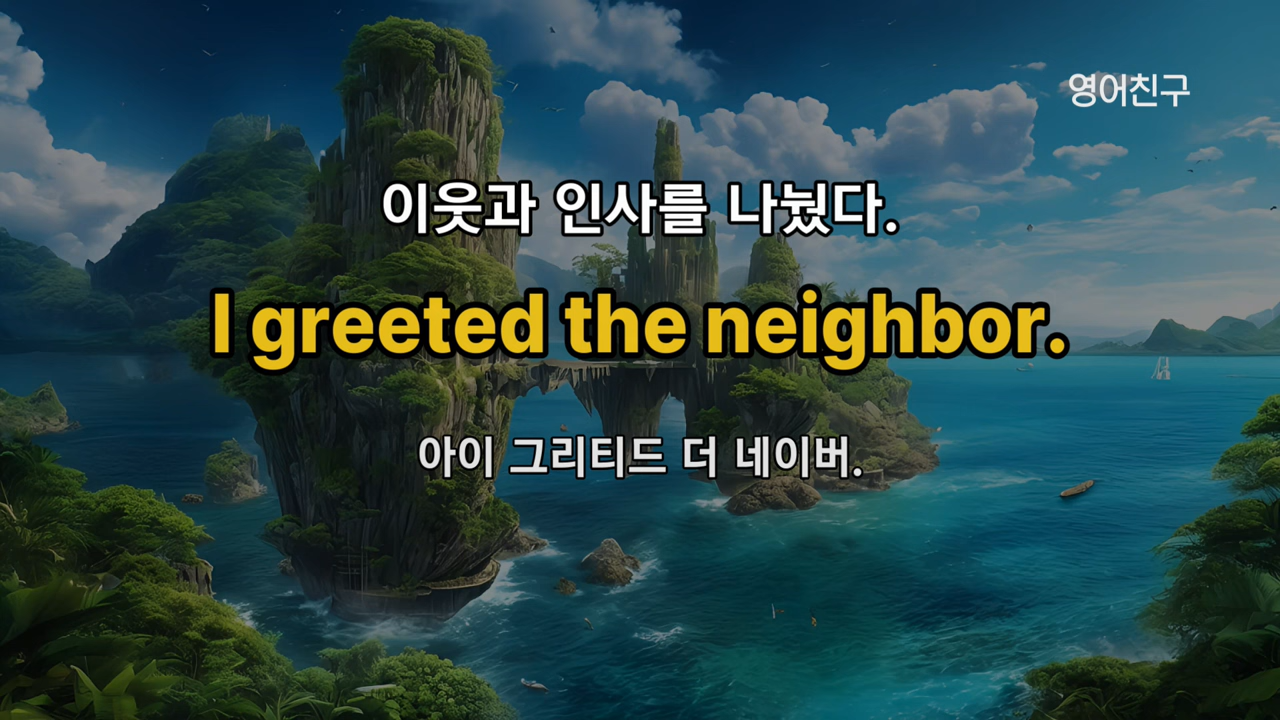 영어친구
이웃과 인사를 나눴다.
I greeted the neighbor.
아이 그리티드 더 네이버.